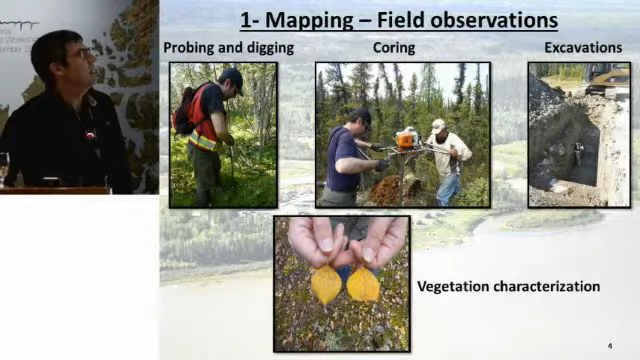 1- Mapping – Field observations
Probing and digging
Coring
Excavations
Vegetation characterization
4